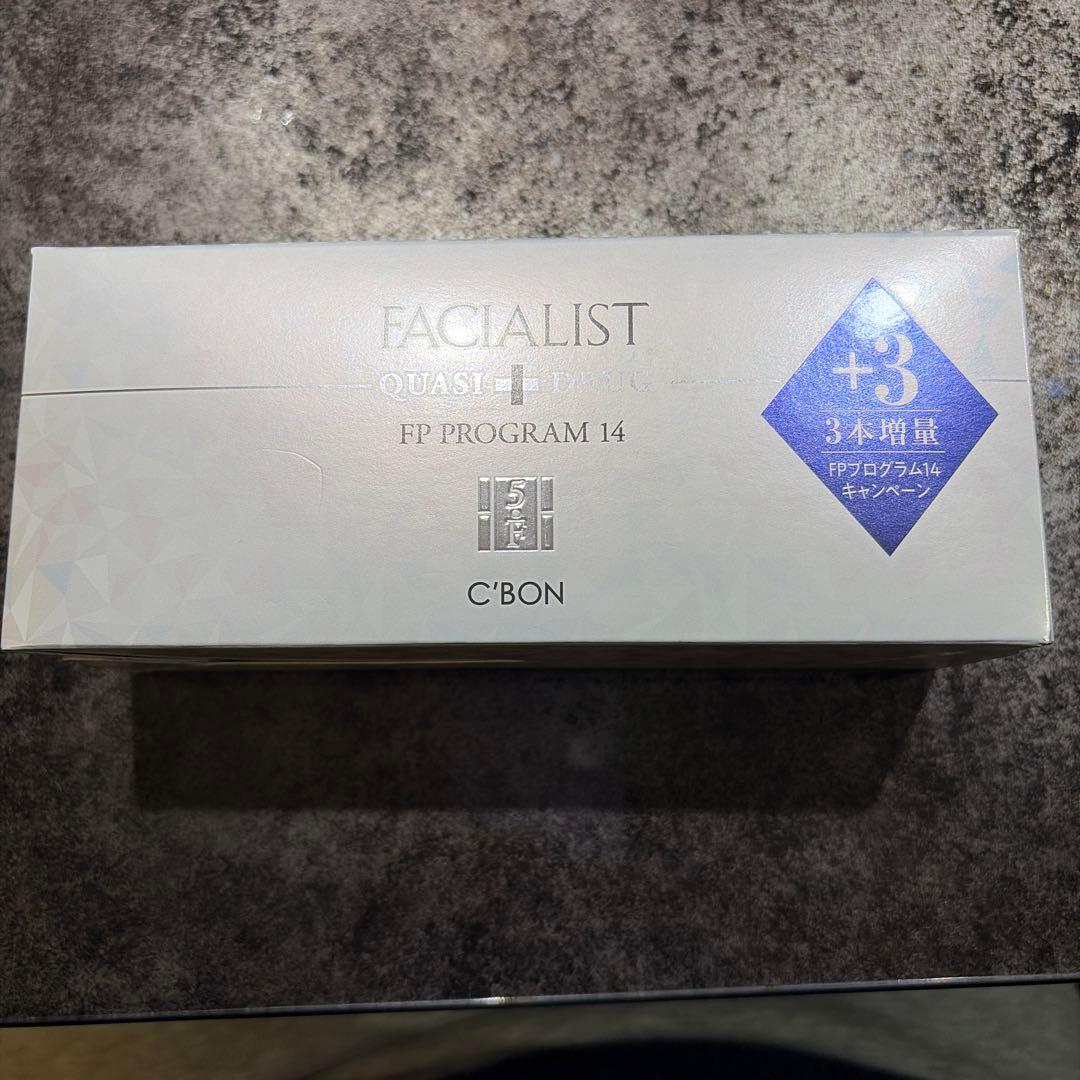 FACIALIST
QUASI DRUG
FP PROGRAM 14
5
F
C'BON
+3
3本増量
FPプログラム14
キャンペーン